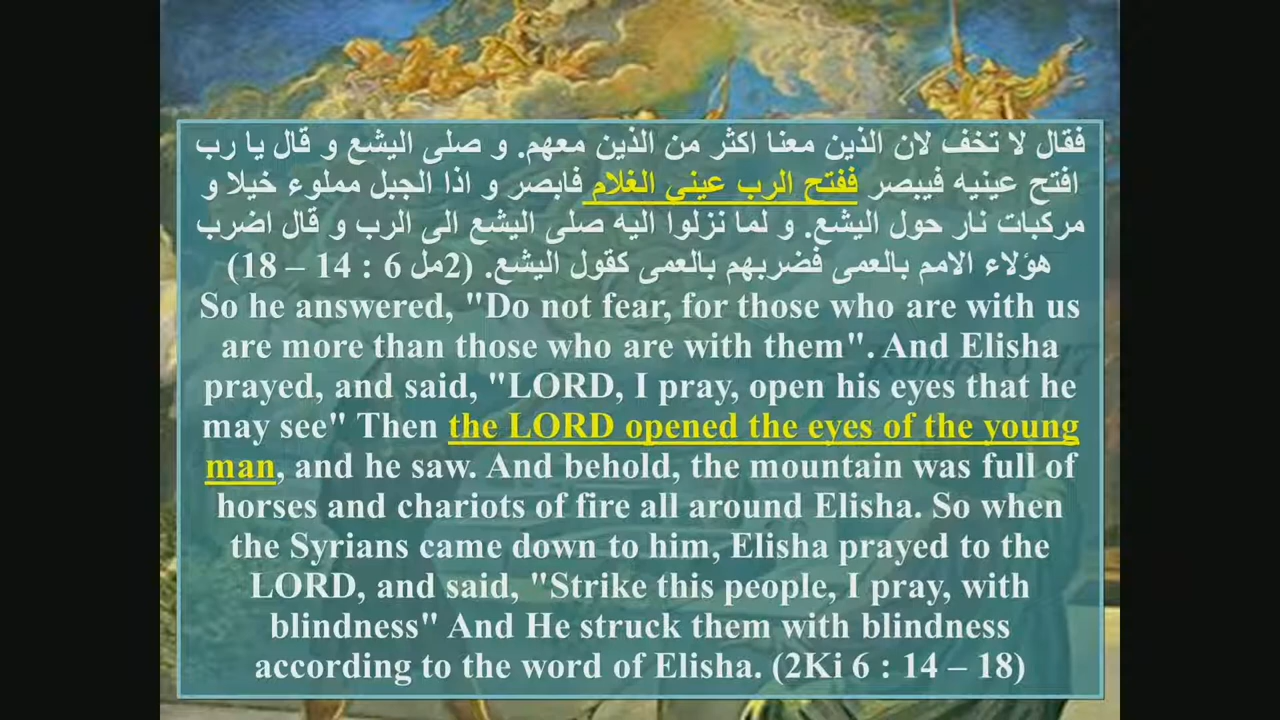 فقال لا تخف لان الذين معنا اكثر من الذين معهم. و صلى اليشع و قال يا رب
افتح عينيه فيبصر ففتح الرب عيني الغلام فابصر و اذا الجبل مملوء خيلا و
مركبات نار حول اليشع. و لما نزلوا اليه صلى اليشع الى الرب و قال اضرب
هؤلاء الامم بالعمى فضربهم بالعمى كقول اليشع. (2مل 6 : 14 – 18)
So he answered, "Do not fear, for those who are with us
are more than those who are with them". And Elisha
prayed, and said, "LORD, I pray, open his eyes that he
may see" Then the LORD opened the eyes of the young
man, and he saw. And behold, the mountain was full of
horses and chariots of fire all around Elisha. So when
the Syrians came down to him, Elisha prayed to the
LORD, and said, "Strike this people, I pray, with
blindness" And He struck them with blindness
according to the word of Elisha. (2Ki 6 : 14 – 18)